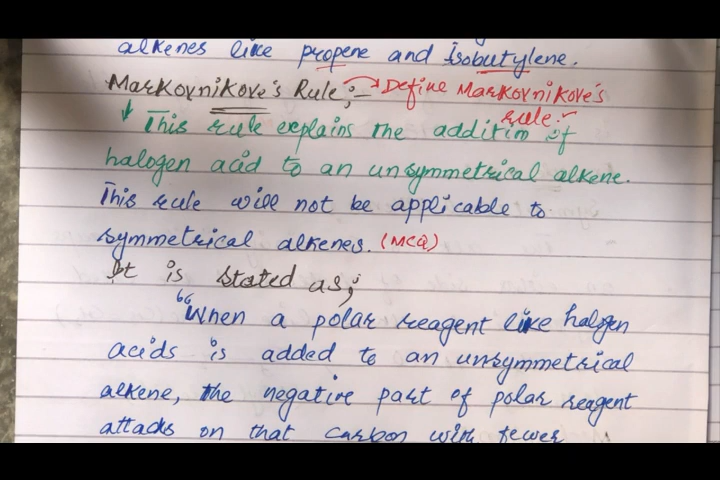 alkenes like propene and Isobutylene.
Markovnikove's Rule:- → Define Markovnikove's
rule:-
This rule explains the additin of
halogen acid to an unsymmetrical alkene.
This rule will not be applicable to
symmetrical alkenes. (MCQ)
It is stated as;
"When a polar reagent like halogen
acids is added to an unsymmetrical
alkene, the negative part of polar reagent
attacks on that carbon with fewer